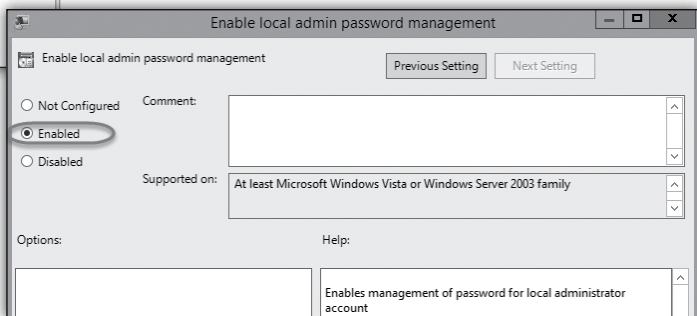 Enable local admin password management
Enable local admin password management
Previous Setting
Next Setting
Not Configured
Comment:
Enabled
Disabled
Supported on:
At least Microsoft Windows Vista or Windows Server 2003 family
Options:
Help:
Enables management of password for local administrator
account